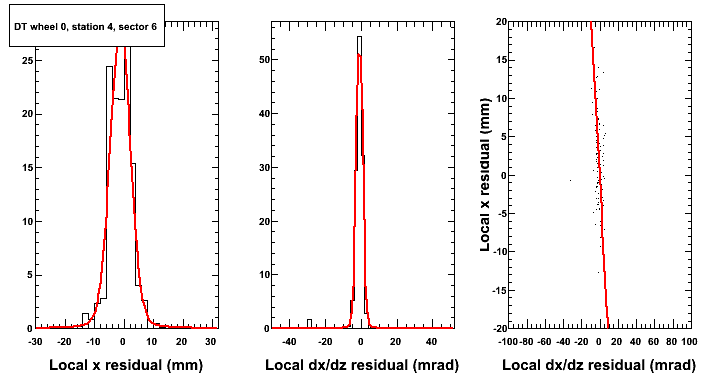 DT wheel 0, station 4, sector 6
25
20
15
10
5
0
-30 -20 -10 0 10 20 30
Local x residual (mm)
50
40
30
20
10
0
-40 -20 0 20 40
Local dx/dz residual (mrad)
Local x residual (mm)
20
15
10
5
0
-5
-10
-15
-20
-100 -80 -60 -40 -20 0 20 40 60 80 100
Local dx/dz residual (mrad)